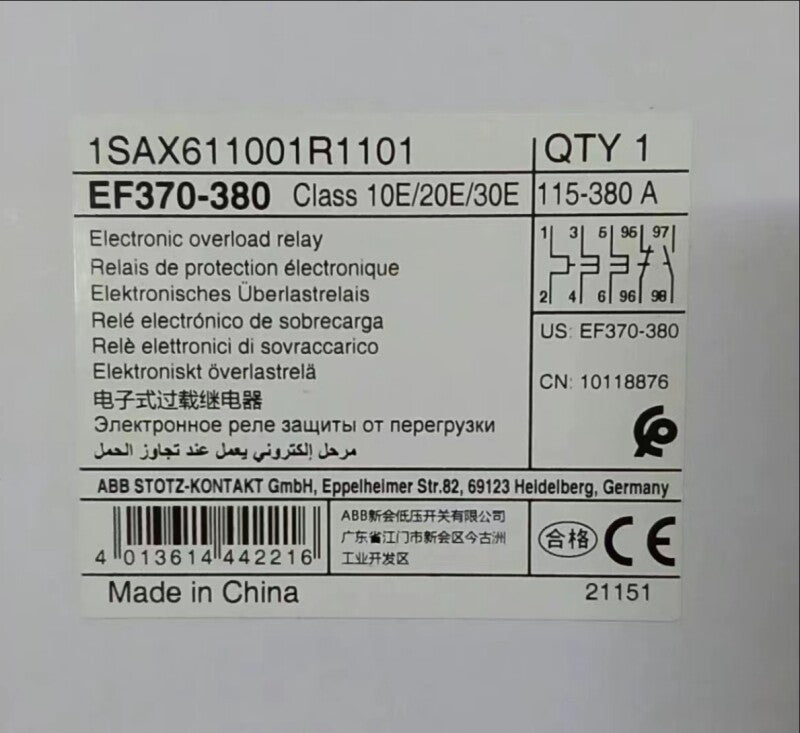 1SAX611001R1101
QTY 1
EF370-380 Class 10E/20E/30E
115-380 A
Electronic overload relay
Relais de protection électronique
Elektronisches Überlastrelais
Relé electrónico de sobrecarga
Relè elettronici di sovraccarico
Elektroniskt överlastrelä
电子式过载继电器
Электронное реле защиты от перегрузки
مرحل إلكتروني يعمل عند تجاوز الحمل
1 3 5 95 97
2 4 6 96 98
US: EF370-380
CN: 10118876
ABB STOTZ-KONTAKT GmbH, Eppelheimer Str.82, 69123 Heidelberg, Germany
4 013614 442216
ABB新会低压开关有限公司
广东省江门市新会区今古洲
工业开发区
合格
CE
Made in China
21151